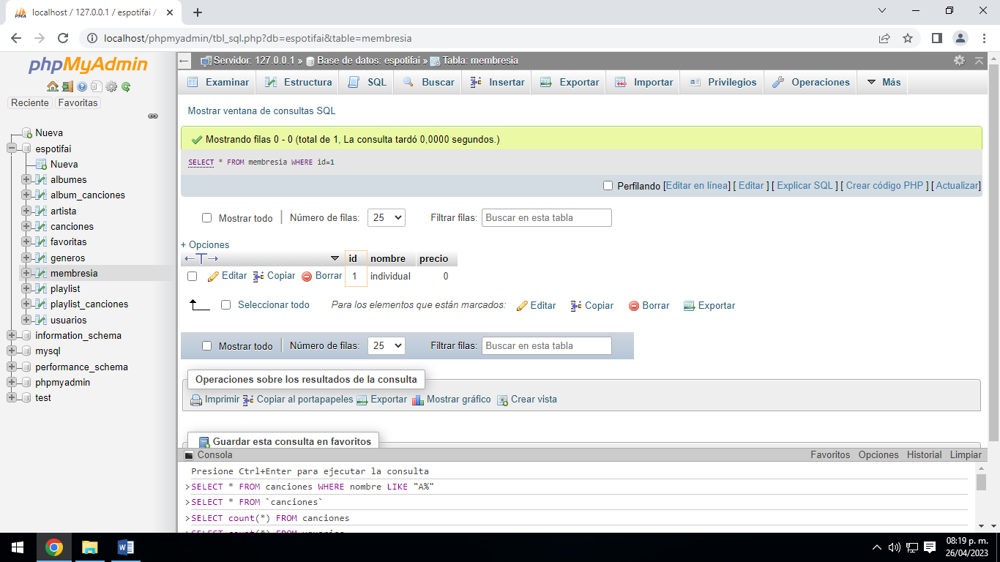 localhost / 127.0.0.1 / espotifai /
localhost/phpmyadmin/tbl_sql.php?db=espotifai&table=membresia
phpMyAdmin
Reciente Favoritas
Nueva
espotifai
Nueva
albumes
album_canciones
artista
canciones
favoritas
generos
membresia
playlist
playlist_canciones
usuarios
information_schema
mysql
performance_schema
phpmyadmin
test
Servidor: 127.0.0.1 » Base de datos: espotifai » Tabla: membresia
Examinar Estructura SQL Buscar Insertar Exportar Importar Privilegios Operaciones Más
Mostrar ventana de consultas SQL
Mostrando filas 0 - 0 (total de 1, La consulta tardó 0,0000 segundos.)
SELECT * FROM membresia WHERE id=1
Perfilando [Editar en línea] [ Editar ] [ Explicar SQL ] [ Crear código PHP ] [ Actualizar]
Mostrar todo Número de filas: 25 Filtrar filas: Buscar en esta tabla
+ Opciones
←T→ id nombre precio
Editar Copiar Borrar 1 individual 0
Seleccionar todo Para los elementos que están marcados: Editar Copiar Borrar Exportar
Mostrar todo Número de filas: 25 Filtrar filas: Buscar en esta tabla
Operaciones sobre los resultados de la consulta
Imprimir Copiar al portapapeles Exportar Mostrar gráfico Crear vista
Guardar esta consulta en favoritos
Consola Favoritos Opciones Historial Limpiar
Presione Ctrl+Enter para ejecutar la consulta
>SELECT * FROM canciones WHERE nombre LIKE "A%"
>SELECT * FROM `canciones`
>SELECT count(*) FROM canciones
>SELECT count(*) FROM usuarios
08:19 p. m.
26/04/2023